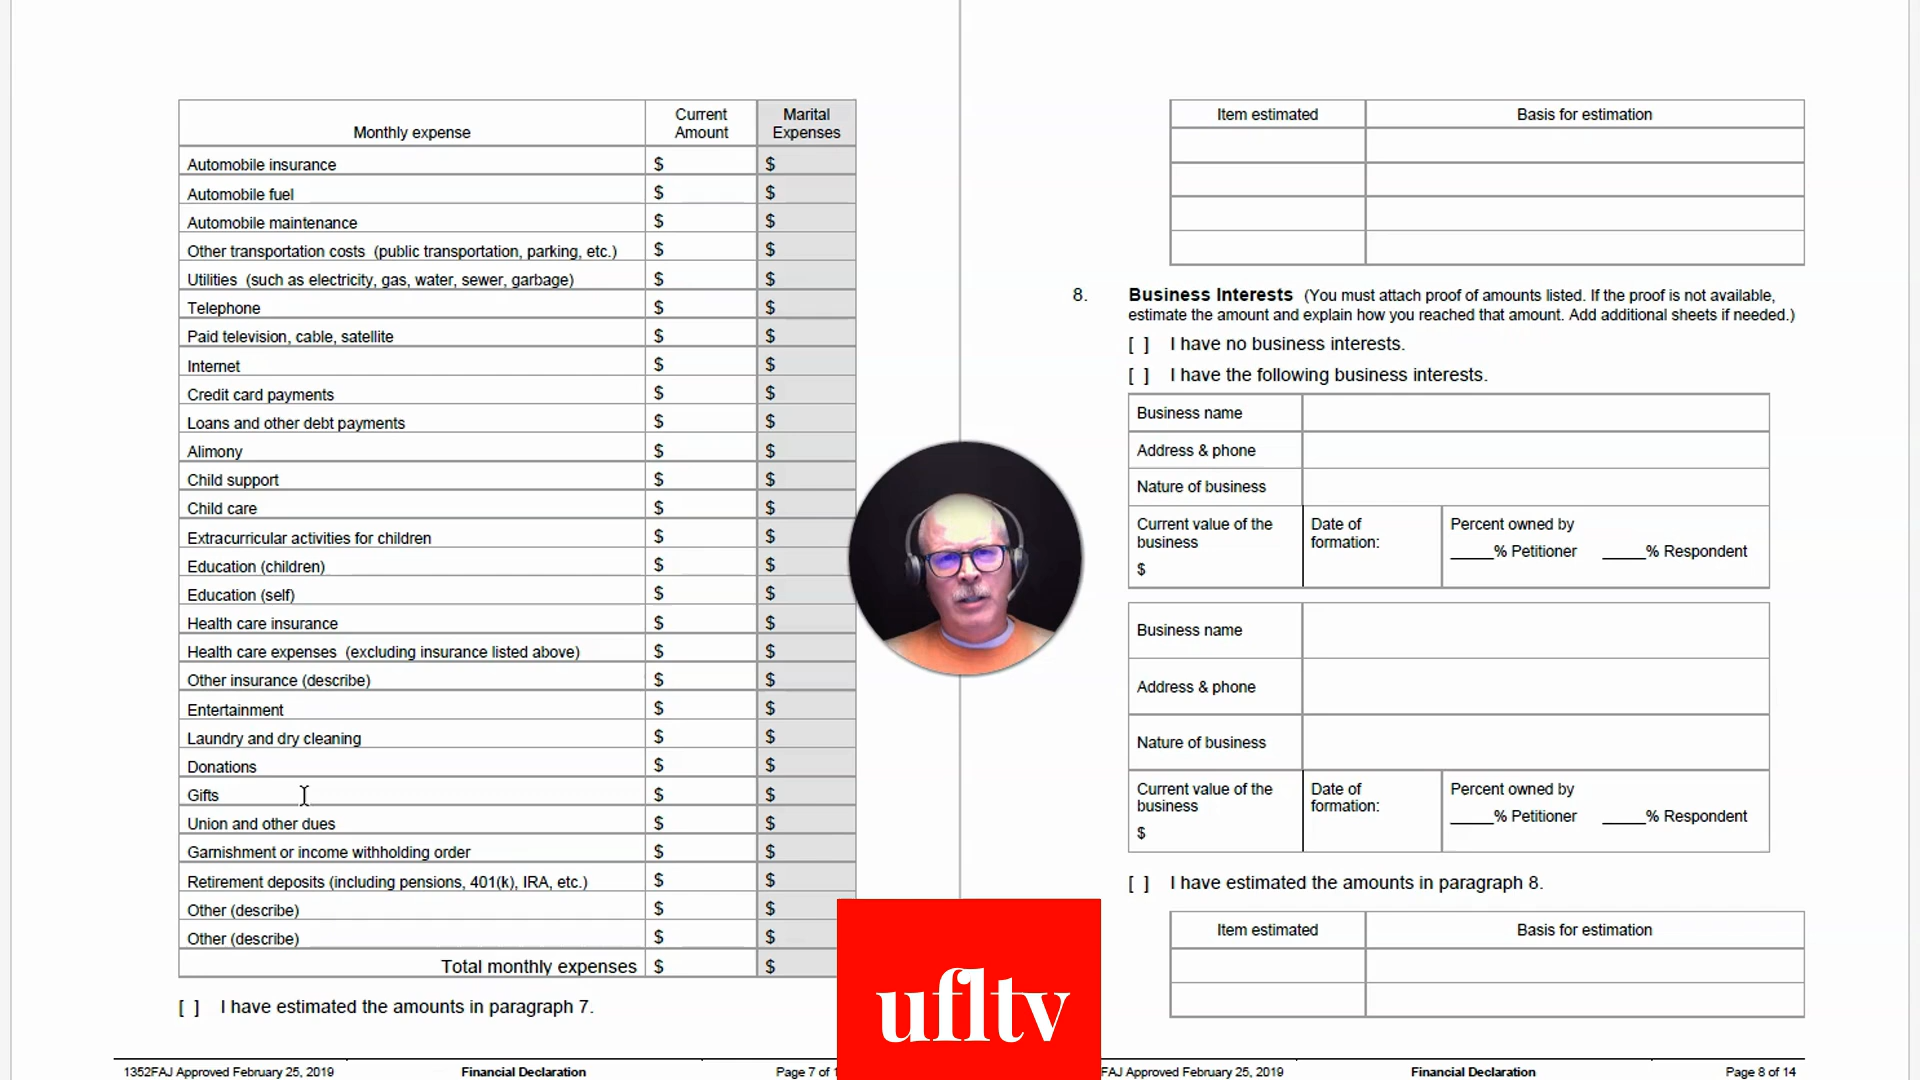 Monthly expense
Current
Amount
Marital
Expenses
Automobile insurance $ $
Automobile fuel $ $
Automobile maintenance $ $
Other transportation costs (public transportation, parking, etc.) $ $
Utilities (such as electricity, gas, water, sewer, garbage) $ $
Telephone $ $
Paid television, cable, satellite $ $
Internet $ $
Credit card payments $ $
Loans and other debt payments $ $
Alimony $ $
Child support $ $
Child care $ $
Extracurricular activities for children $ $
Education (children) $ $
Education (self) $ $
Health care insurance $ $
Health care expenses (excluding insurance listed above) $ $
Other insurance (describe) $ $
Entertainment $ $
Laundry and dry cleaning $ $
Donations $ $
Gifts $ $
Union and other dues $ $
Garnishment or income withholding order $ $
Retirement deposits (including pensions, 401(k), IRA, etc.) $ $
Other (describe) $ $
Other (describe) $ $
Total monthly expenses $ $
[ ] I have estimated the amounts in paragraph 7.
1352FAJ Approved February 25, 2019 Financial Declaration Page 7 of
Item estimated Basis for estimation
8. Business Interests (You must attach proof of amounts listed. If the proof is not available,
estimate the amount and explain how you reached that amount. Add additional sheets if needed.)
[ ] I have no business interests.
[ ] I have the following business interests.
Business name
Address & phone
Nature of business
Current value of the
business
$
Date of
formation:
Percent owned by
_____% Petitioner _____% Respondent
Business name
Address & phone
Nature of business
Current value of the
business
$
Date of
formation:
Percent owned by
_____% Petitioner _____% Respondent
[ ] I have estimated the amounts in paragraph 8.
Item estimated Basis for estimation
FAJ Approved February 25, 2019 Financial Declaration Page 8 of 14
ufltv